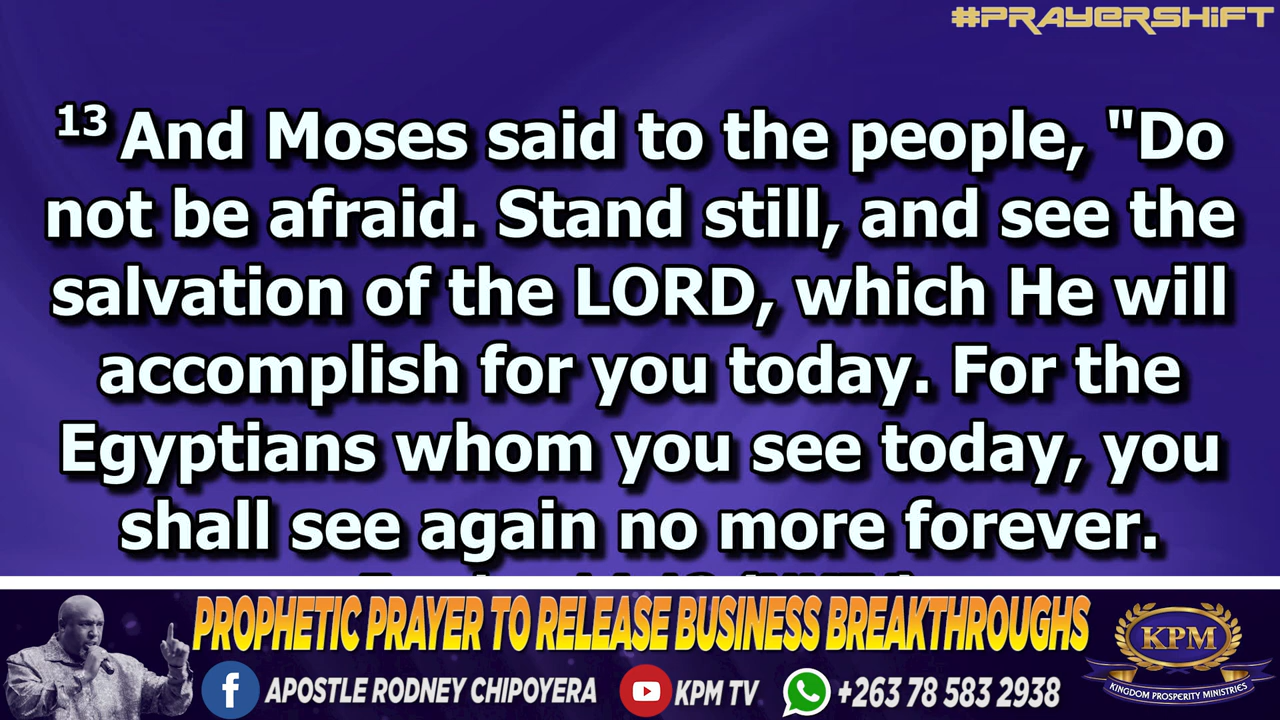 #PRAYERSHIFT
13 And Moses said to the people, "Do
not be afraid. Stand still, and see the
salvation of the LORD, which He will
accomplish for you today. For the
Egyptians whom you see today, you
shall see again no more forever.
PROPHETIC PRAYER TO RELEASE BUSINESS BREAKTHROUGHS
f APOSTLE RODNEY CHIPOYERA KPM TV +263 78 583 2938
KPM
KINGDOM PROSPERITY MINISTRIES